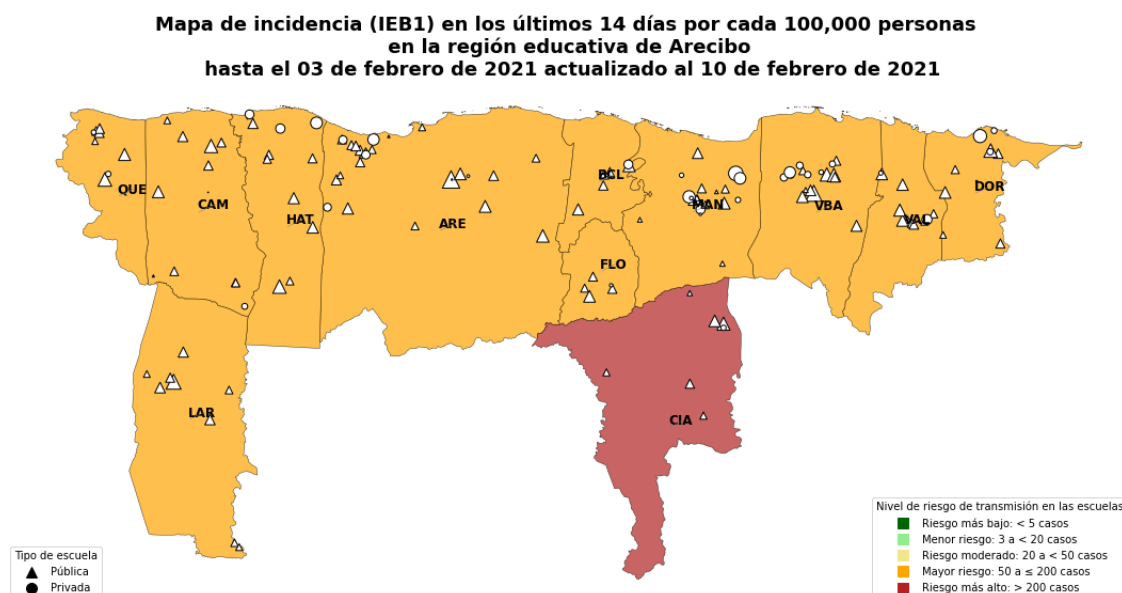 Mapa de incidencia (IEB1) en los últimos 14 días por cada 100,000 personas
en la región educativa de Arecibo
hasta el 03 de febrero de 2021 actualizado al 10 de febrero de 2021
QUE
CAM
HAT
ARE
BCL
FLO
MAN
VBA
VAL
DOR
LAR
CIA
Tipo de escuela
Pública
Privada
Nivel de riesgo de transmisión en las escuelas
Riesgo más bajo: < 5 casos
Menor riesgo: 3 a < 20 casos
Riesgo moderado: 20 a < 50 casos
Mayor riesgo: 50 a ≤ 200 casos
Riesgo más alto: > 200 casos